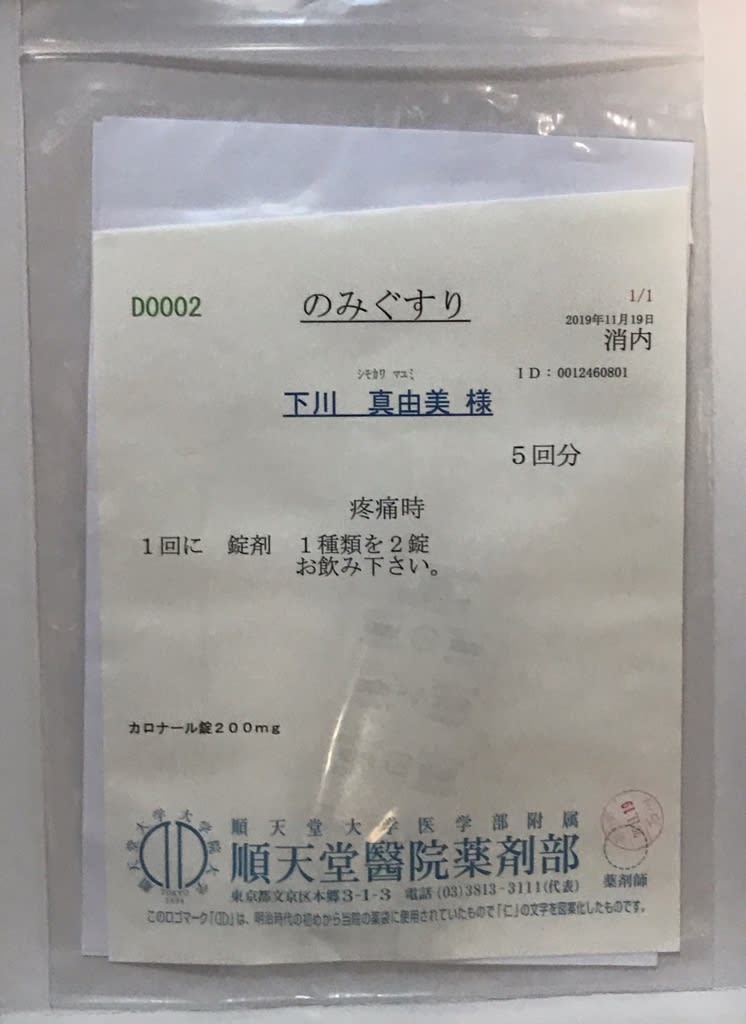 D0002
のみぐすり
1/1
2019年11月19日
消内
ID：0012460801
シモカワ マユミ
下川 真由美 様
5回分
疼痛時
1回に 錠剤 1種類を2錠
お飲み下さい。
カロナール錠200mg
順天堂大学医学部附属
順天堂醫院薬剤部
東京都文京区本郷3-1-3 電話(03)3813-3111(代表)
薬剤師
このロゴマーク「」は、明治時代の初めから当院の薬袋に使用されていたもので「仁」の文字を図案化したものです。
TOKYO